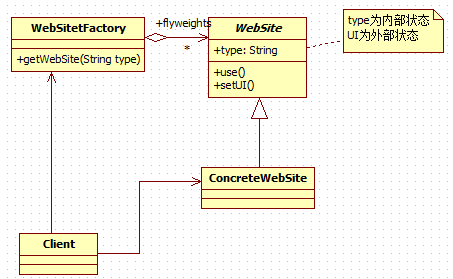 WebSitetFactory
+getWebSite(String type)
+flyweights
*
WebSite
+type: String
+use()
+setUI()
type为内部状态
UI为外部状态
ConcreteWebSite
Client